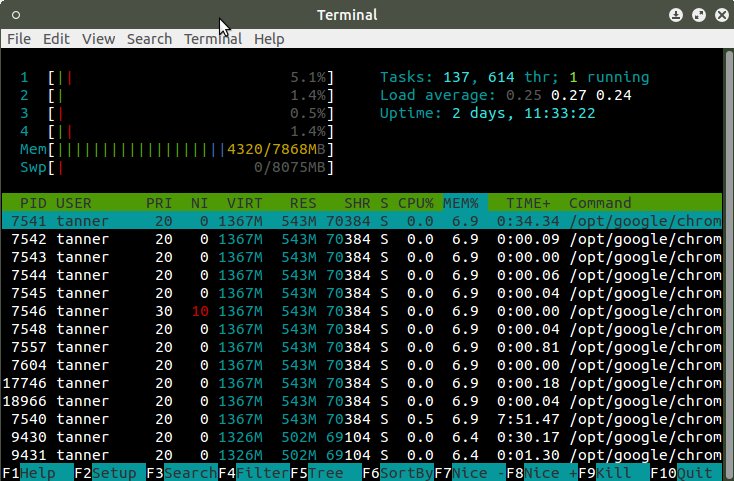 Terminal
File Edit View Search Terminal Help
1 [|| 5.1%] Tasks: 137, 614 thr; 1 running
2 [| 1.4%] Load average: 0.25 0.27 0.24
3 [| 0.5%] Uptime: 2 days, 11:33:22
4 [|| 1.4%]
Mem[|||||||||||||||||||4320/7868MB]
Swp[| 0/8075MB]
PID USER PRI NI VIRT RES SHR S CPU% MEM% TIME+ Command
7541 tanner 20 0 1367M 543M 70384 S 0.0 6.9 0:34.34 /opt/google/chrom
7542 tanner 20 0 1367M 543M 70384 S 0.0 6.9 0:00.09 /opt/google/chrom
7543 tanner 20 0 1367M 543M 70384 S 0.0 6.9 0:00.00 /opt/google/chrom
7544 tanner 20 0 1367M 543M 70384 S 0.0 6.9 0:00.06 /opt/google/chrom
7545 tanner 20 0 1367M 543M 70384 S 0.0 6.9 0:00.04 /opt/google/chrom
7546 tanner 30 10 1367M 543M 70384 S 0.0 6.9 0:00.00 /opt/google/chrom
7548 tanner 20 0 1367M 543M 70384 S 0.0 6.9 0:00.04 /opt/google/chrom
7557 tanner 20 0 1367M 543M 70384 S 0.0 6.9 0:00.81 /opt/google/chrom
7604 tanner 20 0 1367M 543M 70384 S 0.0 6.9 0:00.00 /opt/google/chrom
17746 tanner 20 0 1367M 543M 70384 S 0.0 6.9 0:00.18 /opt/google/chrom
18966 tanner 20 0 1367M 543M 70384 S 0.0 6.9 0:00.04 /opt/google/chrom
7540 tanner 20 0 1367M 543M 70384 S 0.5 6.9 7:51.47 /opt/google/chrom
9430 tanner 20 0 1326M 502M 69104 S 0.0 6.4 0:30.17 /opt/google/chrom
9431 tanner 20 0 1326M 502M 69104 S 0.0 6.4 0:01.30 /opt/google/chrom
F1Help F2Setup F3SearchF4FilterF5Tree F6SortByF7Nice -F8Nice +F9Kill F10Quit